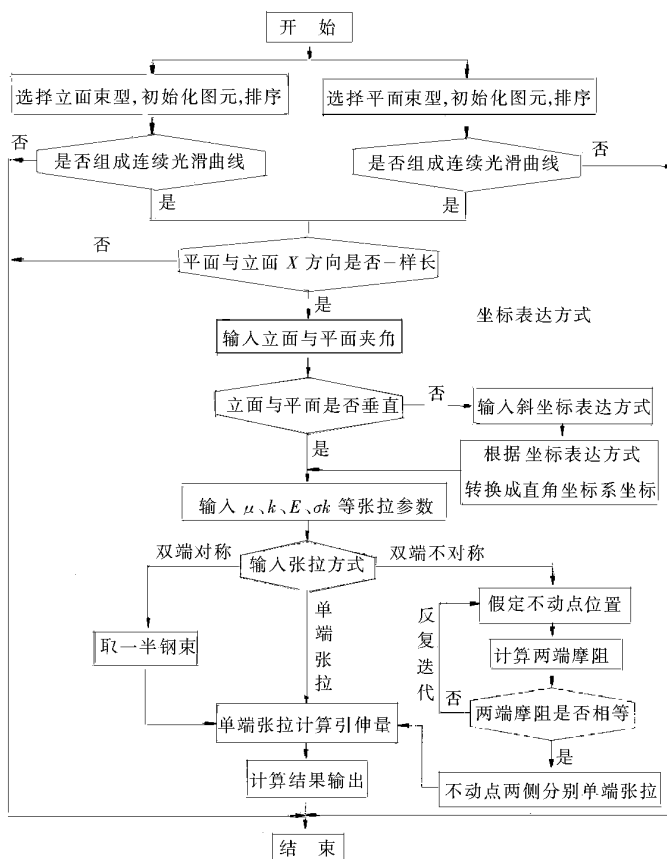 开 始
选择立面束型,初始化图元,排序
选择平面束型,初始化图元,排序
否
是否组成连续光滑曲线
是否组成连续光滑曲线
否
是
是
否
平面与立面 X 方向是否一样长
是
坐标表达方式
输入立面与平面夹角
立面与平面是否垂直
否
输入斜坐标表达方式
是
根据坐标表达方式
转换成直角坐标系坐标
输入 μ、k、E、σk 等张拉参数
双端对称
输入张拉方式
双端不对称
取一半钢束
单端张拉
反复迭代
假定不动点位置
计算两端摩阻
否
两端摩阻是否相等
是
单端张拉计算引伸量
计算结果输出
不动点两侧分别单端张拉
结 束